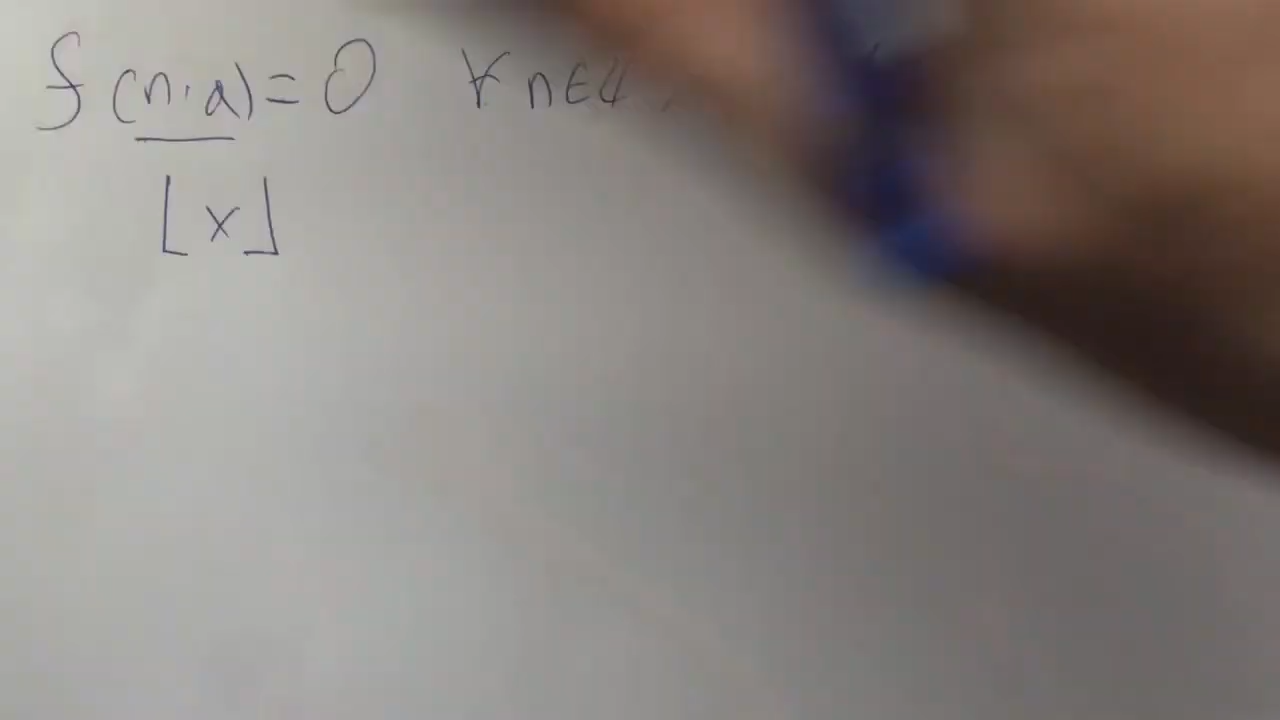 f(n·a)=0 ∀ n∈
⌊x⌋